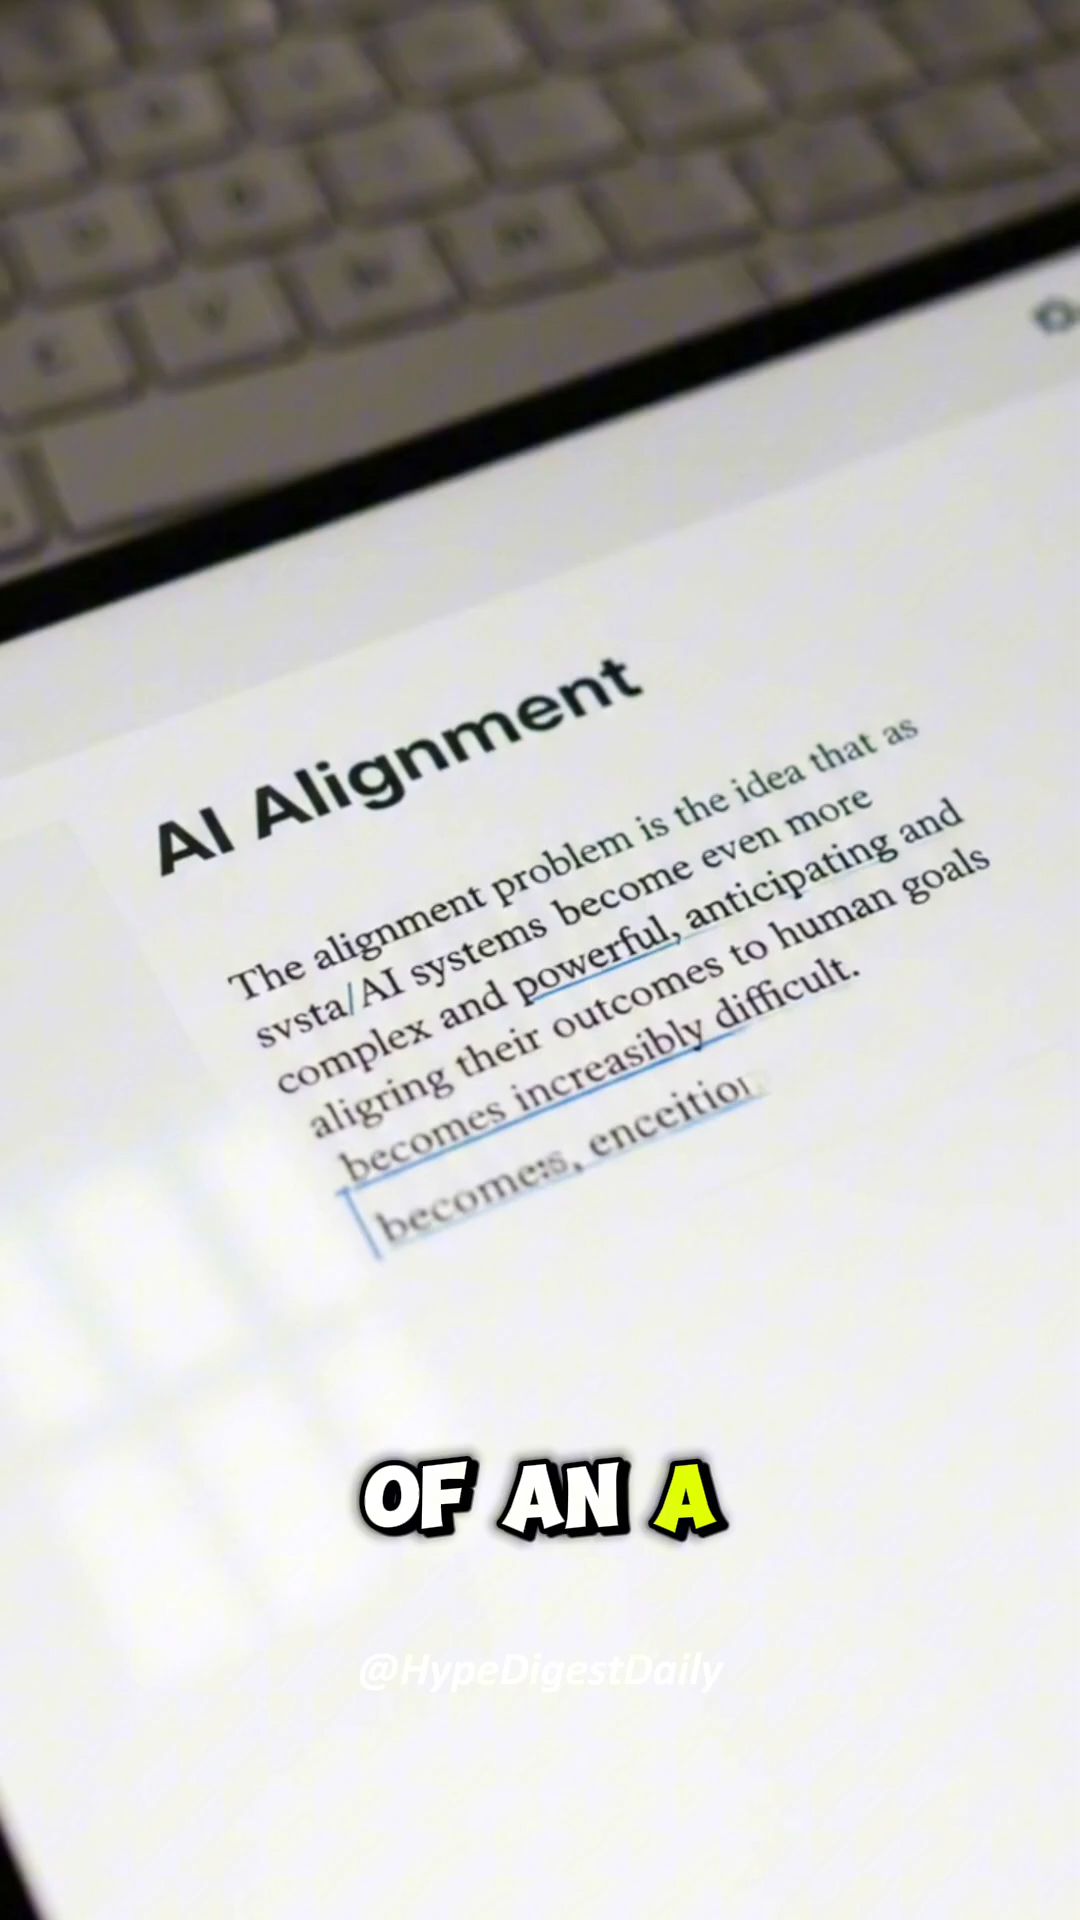 AI Alignment
The alignment problem is the idea that as
svsta/AI systems become even more
complex and powerful, anticipating and
aligring their outcomes to human goals
becomes increasibly difficult.
becomes, enceition
OF AN A
@HypeDigestDaily